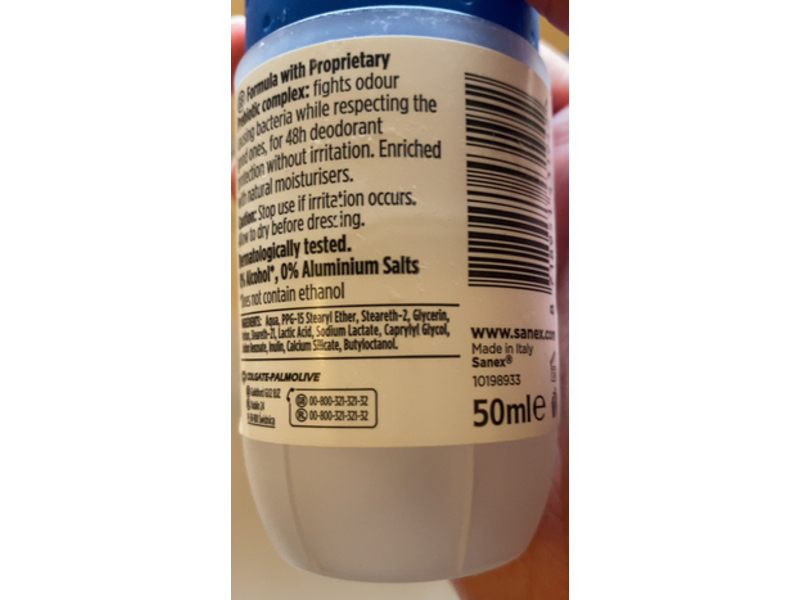 GB Formula with Proprietary
complex: fights odour
bacteria while respecting the
ones, for 48h deodorant
without irritation. Enriched
natural moisturisers.
Stop use if irritation occurs.
to dry before dressing.
tested.
Alcohol*, 0% Aluminium Salts
not contain ethanol
Aqua, PPG-15 Stearyl Ether, Steareth-2, Glycerin,
Steareth-21, Lactic Acid, Sodium Lactate, Caprylyl Glycol,
Inulin, Calcium Silicate, Butyloctanol.
COLGATE-PALMOLIVE
GB 00-800-321-321-32
00-800-321-321-32
www.sanex.com
Made in Italy
Sanex®
10198933
50ml e